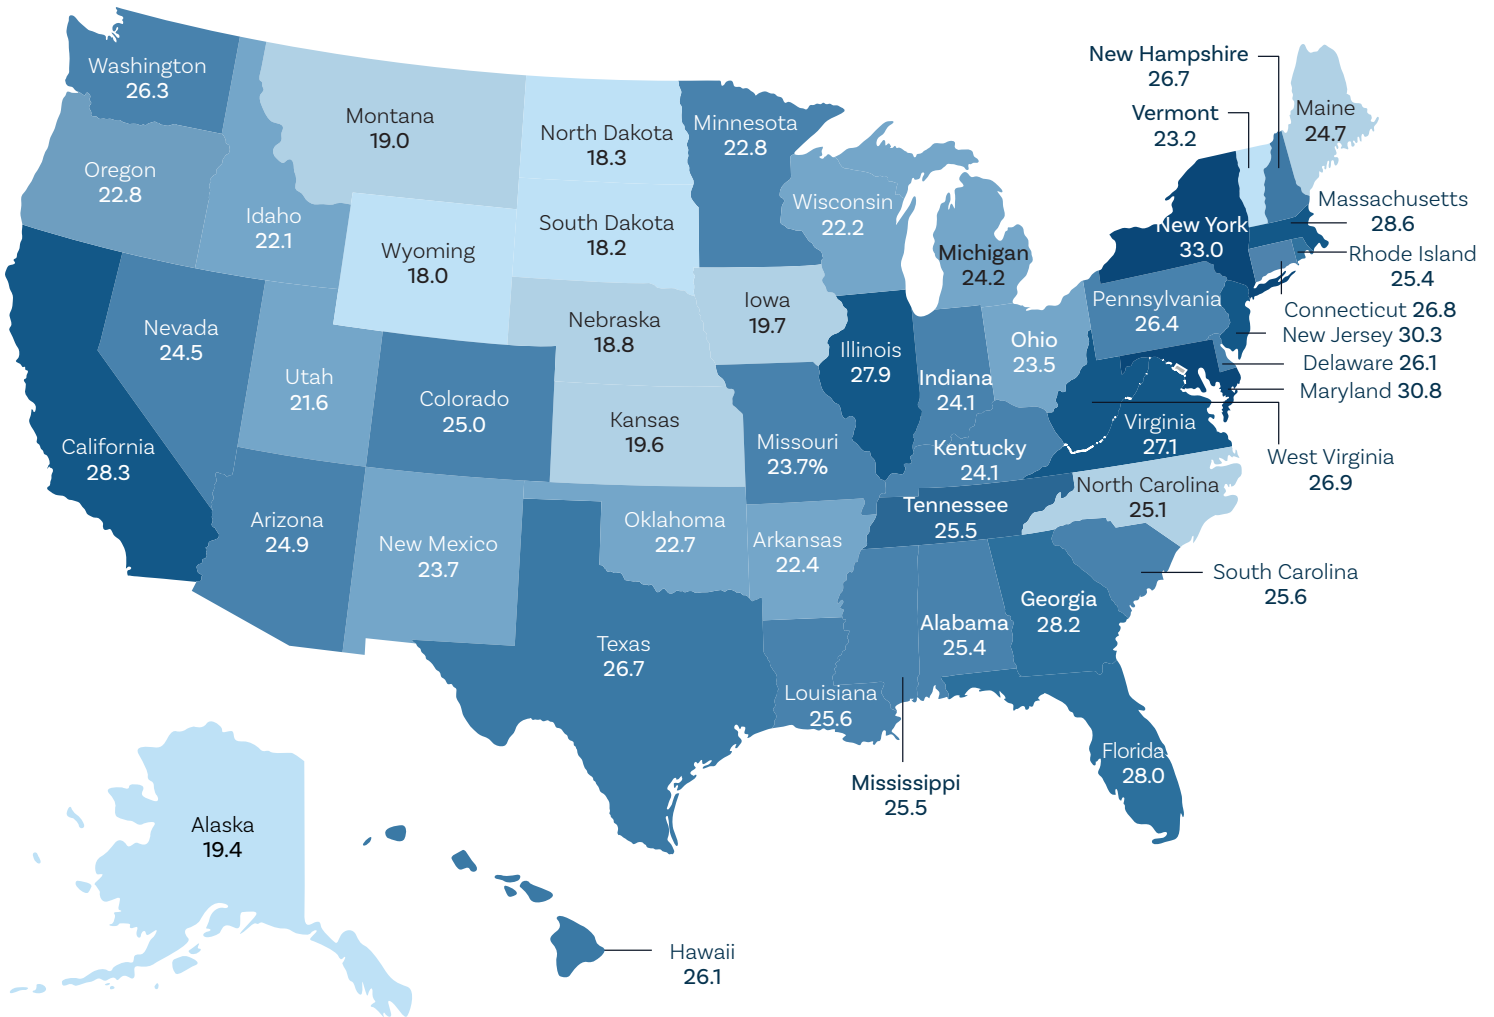 Washington
26.3
Oregon
22.8
Idaho
22.1
Montana
19.0
Wyoming
18.0
North Dakota
18.3
South Dakota
18.2
Nebraska
18.8
Kansas
19.6
Minnesota
22.8
Iowa
19.7
Wisconsin
22.2
Michigan
24.2
Illinois
27.9
Indiana
24.1
Ohio
23.5
Kentucky
24.1
Tennessee
25.5
Missouri
23.7%
Arkansas
22.4
Oklahoma
22.7
Texas
26.7
Louisiana
25.6
Mississippi
25.5
Alabama
25.4
Georgia
28.2
Florida
28.0
South Carolina
25.6
North Carolina
25.1
Virginia
27.1
West Virginia
26.9
Maryland 30.8
Delaware 26.1
New Jersey 30.3
Connecticut 26.8
Rhode Island
25.4
Massachusetts
28.6
Maine
24.7
New Hampshire
26.7
Vermont
23.2
New York
33.0
Pennsylvania
26.4
California
28.3
Nevada
24.5
Utah
21.6
Colorado
25.0
Arizona
24.9
New Mexico
23.7
Alaska
19.4
Hawaii
26.1